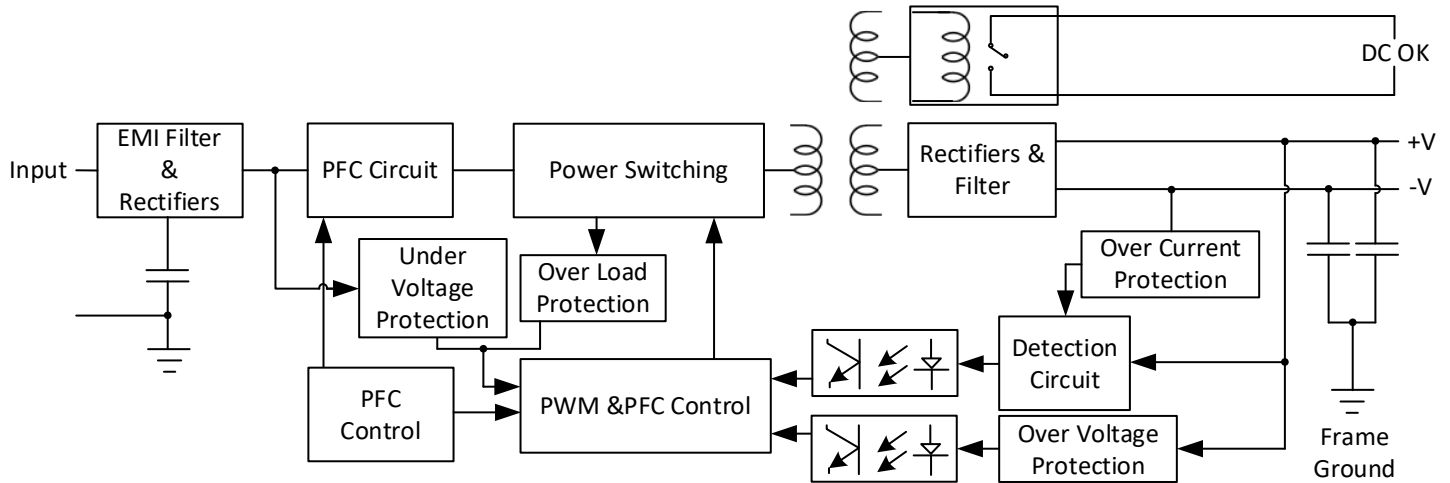 DC OK
Input
EMI Filter
&
Rectifiers
PFC Circuit
Power Switching
Rectifiers &
Filter
+V
-V
Under
Voltage
Protection
Over Load
Protection
Over Current
Protection
Detection
Circuit
PFC
Control
PWM &PFC Control
Over Voltage
Protection
Frame
Ground